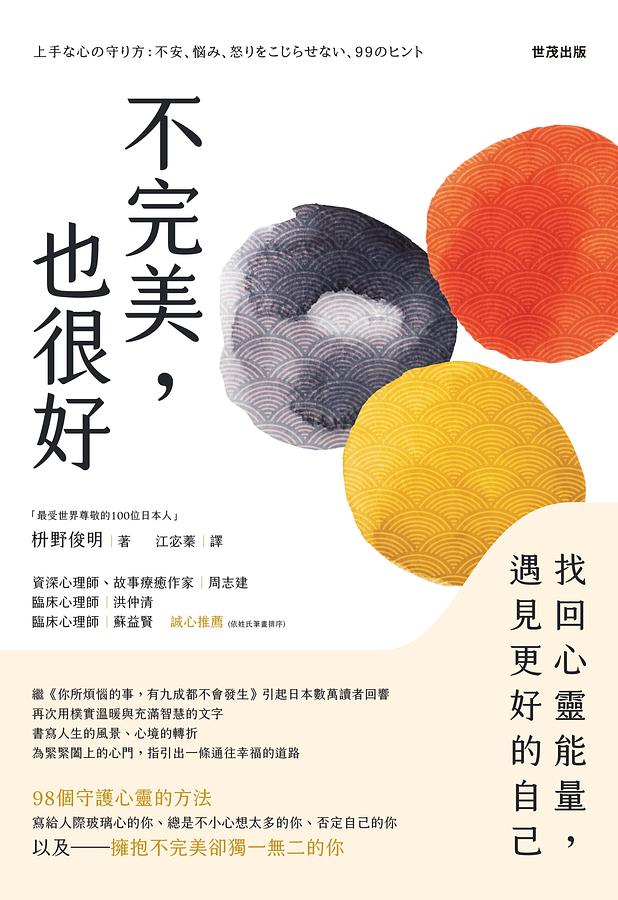 上手な心の守り方：不安、悩み、怒りをこじらせない、99のヒント
世茂出版
不完美，
也很好
「最受世界尊敬的100位日本人」
枡野俊明｜著　江宓蓁｜譯
資深心理師、故事療癒作家｜周志建
臨床心理師｜洪仲清
臨床心理師｜蘇益賢　誠心推薦 (依姓氏筆畫排序)
找回心靈能量，
遇見更好的自己
繼《你所煩惱的事，有九成都不會發生》引起日本數萬讀者回響
再次用樸實溫暖與充滿智慧的文字
書寫人生的風景、心境的轉折
為緊緊闔上的心門，指引出一條通往幸福的道路
98個守護心靈的方法
寫給人際玻璃心的你、總是不小心想太多的你、否定自己的你
以及——擁抱不完美卻獨一無二的你